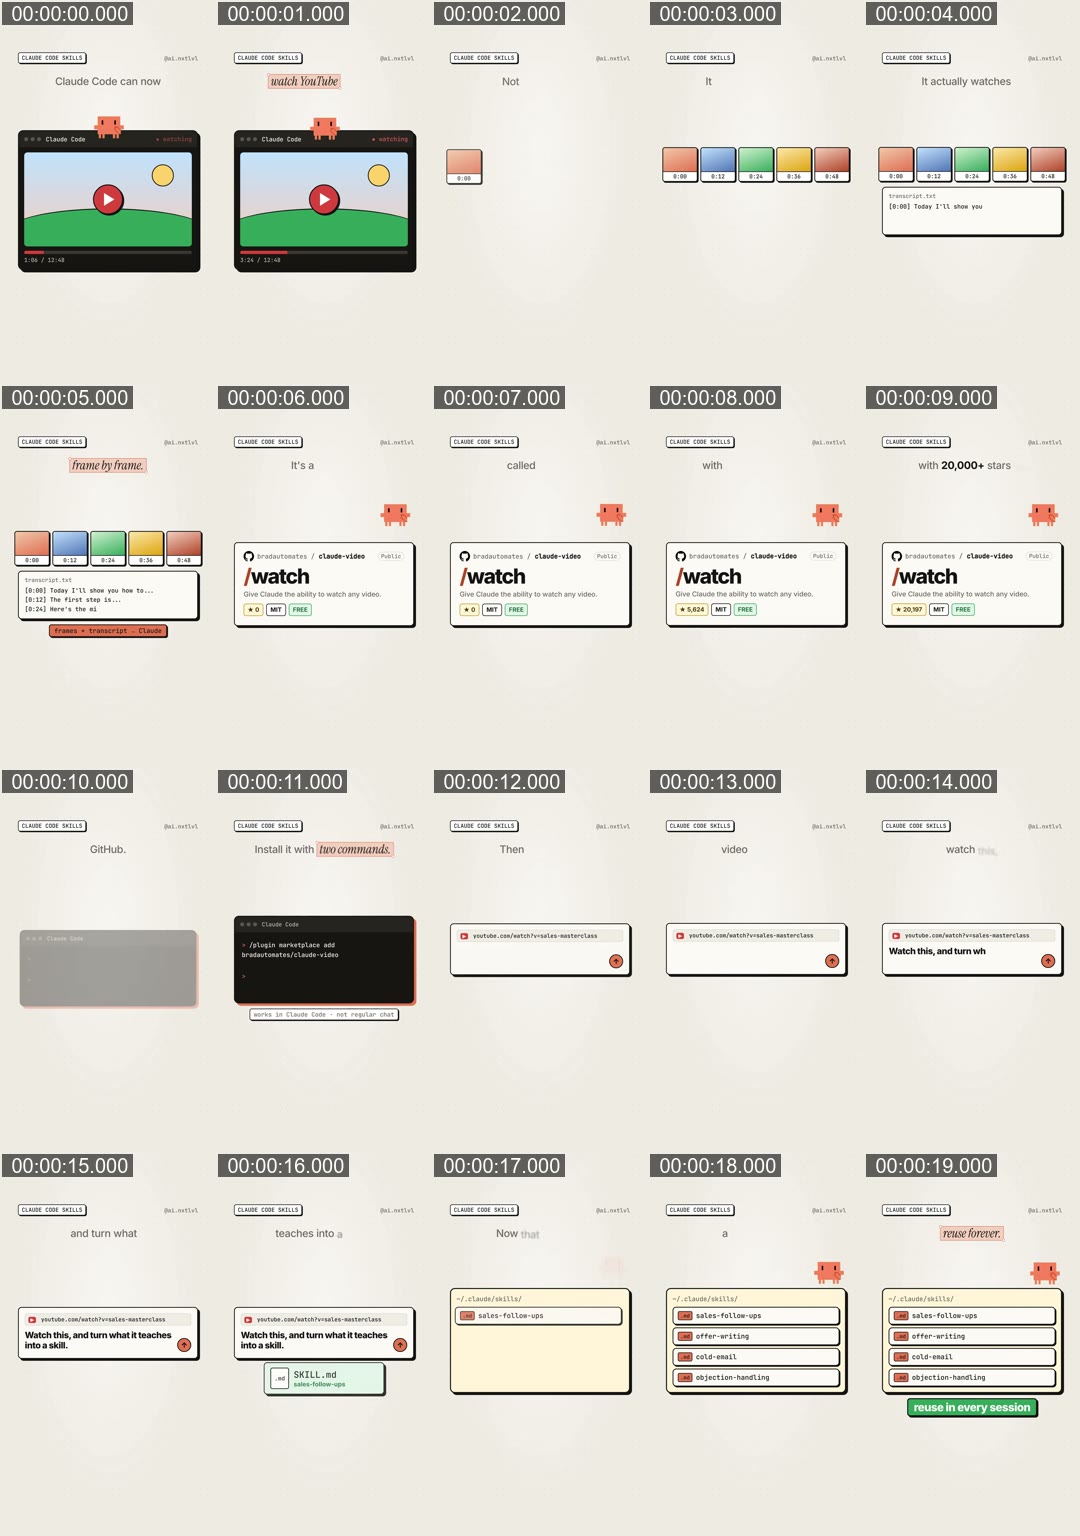 00:00:00.000
CLAUDE CODE SKILLS
@ai.nxtlvl
Claude Code can now
Claude Code
● watching
1:06 / 12:48
00:00:01.000
CLAUDE CODE SKILLS
@ai.nxtlvl
watch YouTube
Claude Code
● watching
3:24 / 12:48
00:00:02.000
CLAUDE CODE SKILLS
@ai.nxtlvl
Not
0:00
00:00:03.000
CLAUDE CODE SKILLS
@ai.nxtlvl
It
0:00 0:12 0:24 0:36 0:48
00:00:04.000
CLAUDE CODE SKILLS
@ai.nxtlvl
It actually watches
0:00 0:12 0:24 0:36 0:48
transcript.txt
[0:00] Today I'll show you
00:00:05.000
CLAUDE CODE SKILLS
@ai.nxtlvl
frame by frame.
0:00 0:12 0:24 0:36 0:48
transcript.txt
[0:00] Today I'll show you how to...
[0:12] The first step is...
[0:24] Here's the mi
frames + transcript → Claude
00:00:06.000
CLAUDE CODE SKILLS
@ai.nxtlvl
It's a
bradautomates / claude-video
Public
/watch
Give Claude the ability to watch any video.
★ 0 MIT FREE
00:00:07.000
CLAUDE CODE SKILLS
@ai.nxtlvl
called
bradautomates / claude-video
Public
/watch
Give Claude the ability to watch any video.
★ 0 MIT FREE
00:00:08.000
CLAUDE CODE SKILLS
@ai.nxtlvl
with
bradautomates / claude-video
Public
/watch
Give Claude the ability to watch any video.
★ 5,624 MIT FREE
00:00:09.000
CLAUDE CODE SKILLS
@ai.nxtlvl
with 20,000+ stars
bradautomates / claude-video
Public
/watch
Give Claude the ability to watch any video.
★ 20,197 MIT FREE
00:00:10.000
CLAUDE CODE SKILLS
@ai.nxtlvl
GitHub.
Claude Code
>
>
00:00:11.000
CLAUDE CODE SKILLS
@ai.nxtlvl
Install it with two commands.
Claude Code
> /plugin marketplace add
bradautomates/claude-video
>
works in Claude Code · not regular chat
00:00:12.000
CLAUDE CODE SKILLS
@ai.nxtlvl
Then
youtube.com/watch?v=sales-masterclass
00:00:13.000
CLAUDE CODE SKILLS
@ai.nxtlvl
video
youtube.com/watch?v=sales-masterclass
00:00:14.000
CLAUDE CODE SKILLS
@ai.nxtlvl
watch this,
youtube.com/watch?v=sales-masterclass
Watch this, and turn wh
00:00:15.000
CLAUDE CODE SKILLS
@ai.nxtlvl
and turn what
youtube.com/watch?v=sales-masterclass
Watch this, and turn what it teaches
into a skill.
00:00:16.000
CLAUDE CODE SKILLS
@ai.nxtlvl
teaches into a
youtube.com/watch?v=sales-masterclass
Watch this, and turn what it teaches
into a skill.
.md
SKILL.md
sales-follow-ups
00:00:17.000
CLAUDE CODE SKILLS
@ai.nxtlvl
Now that
~/.claude/skills/
.md sales-follow-ups
00:00:18.000
CLAUDE CODE SKILLS
@ai.nxtlvl
a
~/.claude/skills/
.md sales-follow-ups
.md offer-writing
.md cold-email
.md objection-handling
00:00:19.000
CLAUDE CODE SKILLS
@ai.nxtlvl
reuse forever.
~/.claude/skills/
.md sales-follow-ups
.md offer-writing
.md cold-email
.md objection-handling
reuse in every session